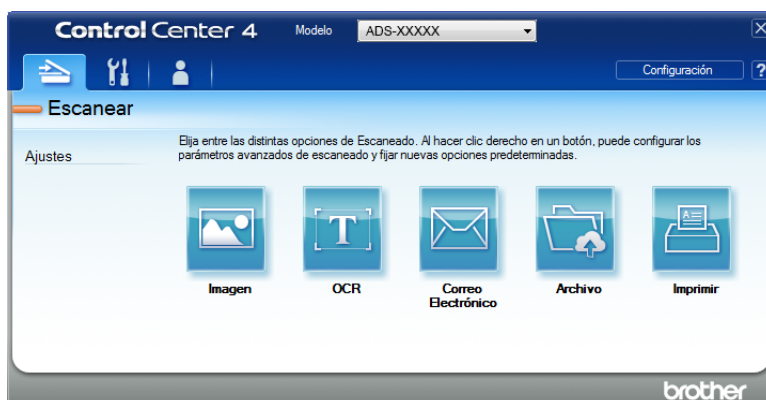 ControlCenter 4
Modelo
ADS-XXXXX
Configuración
?
Escanear
Ajustes
Elija entre las distintas opciones de Escaneado. Al hacer clic derecho en un botón, puede configurar los
parámetros avanzados de escaneado y fijar nuevas opciones predeterminadas.
T
A
Imagen
OCR
Correo
Electrónico
Archivo
Imprimir
brother